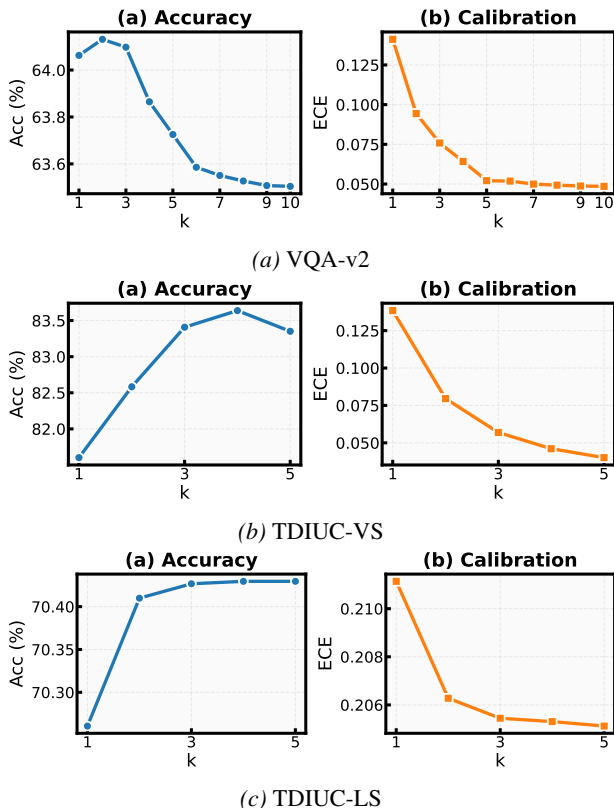 (a) Accuracy
(b) Calibration
Acc (%)
64.0
63.8
63.6
1 3 5 7 9 10
k
ECE
0.125
0.100
0.075
0.050
1 3 5 7 9 10
k
(a) VQA-v2
(a) Accuracy
(b) Calibration
Acc (%)
83.5
83.0
82.5
82.0
1 3 5
k
ECE
0.125
0.100
0.075
0.050
1 3 5
k
(b) TDIUC-VS
(a) Accuracy
(b) Calibration
Acc (%)
70.40
70.35
70.30
1 3 5
k
ECE
0.210
0.208
0.206
1 3 5
k
(c) TDIUC-LS